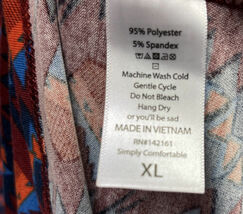 95% Polyester
5% Spandex
Machine Wash Cold
Gentle Cycle
Do Not Bleach
Hang Dry
or you'll be sad
MADE IN VIETNAM
RN#142161
Simply Comfortable
XL